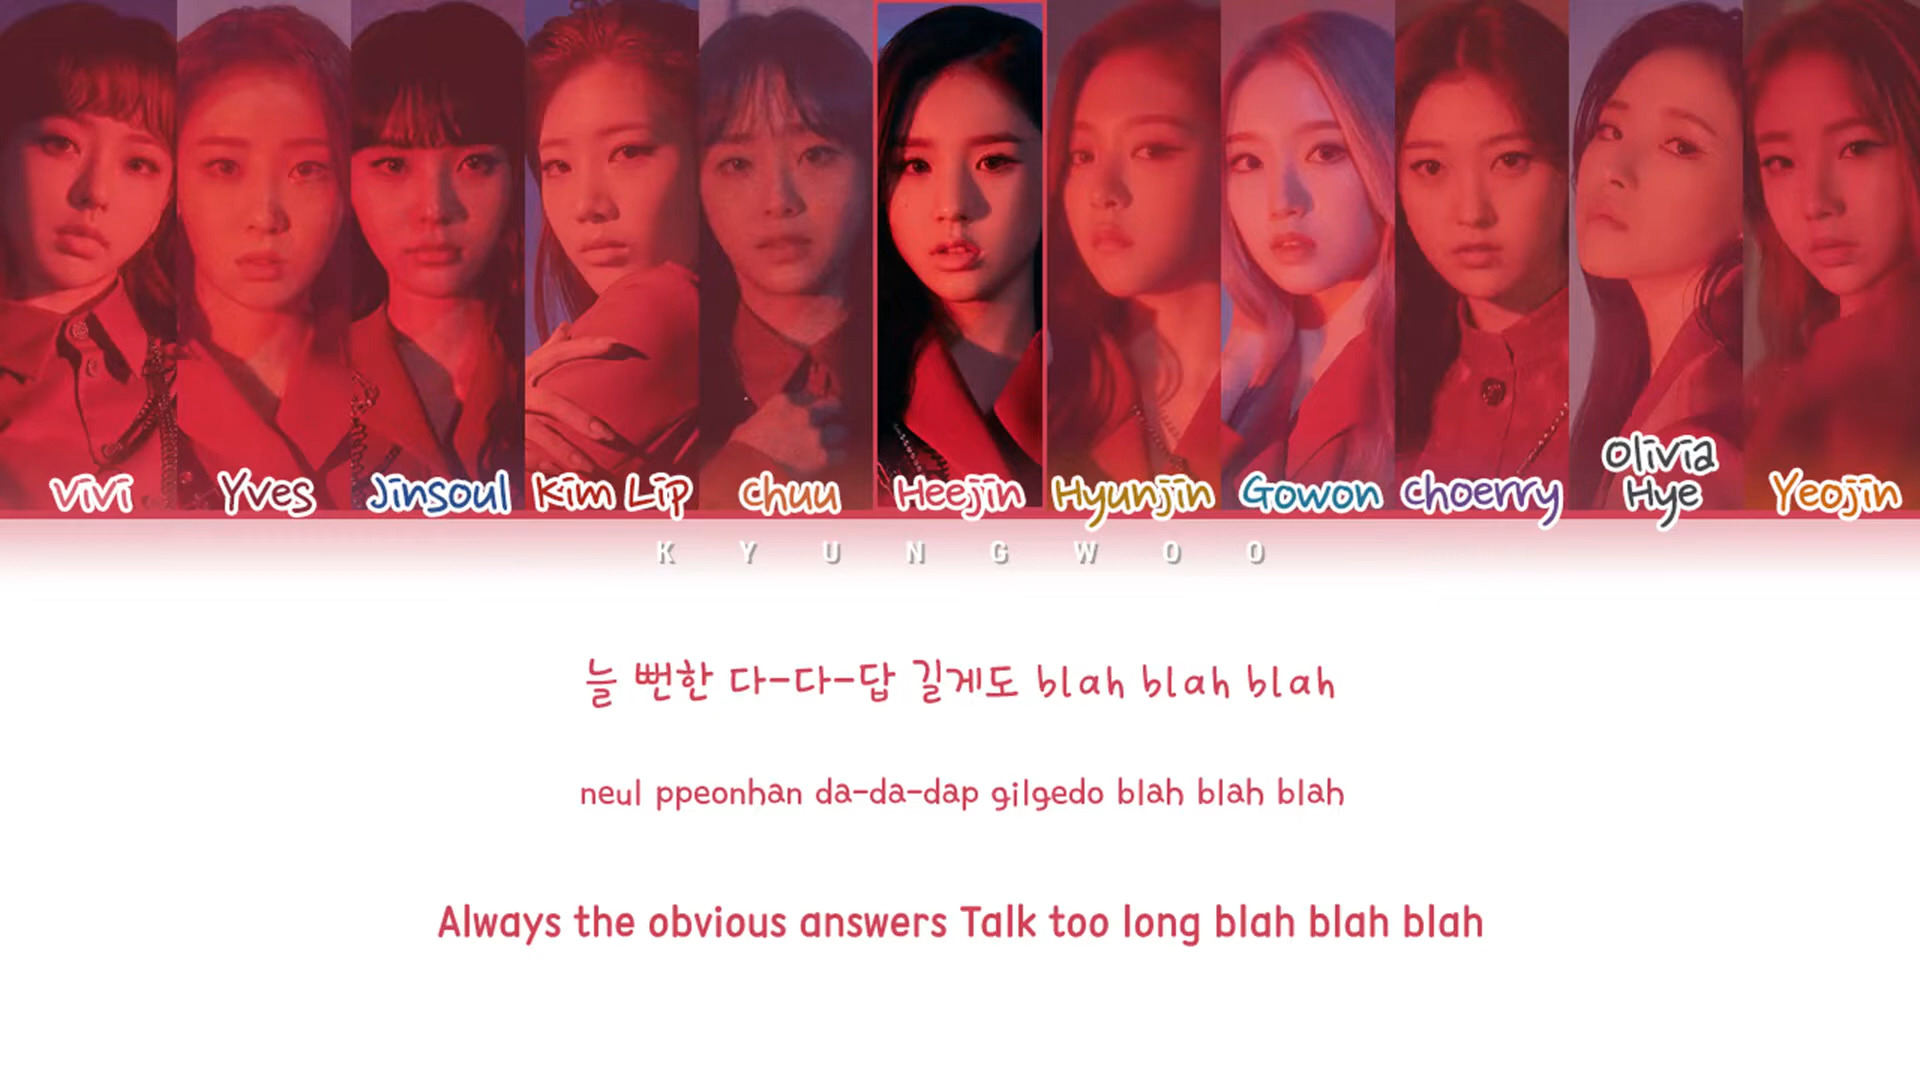 ViVi Yves Jinsoul Kim Lip Chuu Heejin Hyunjin Gowon Choerry Olivia Hye Yeojin
KYUNGWOO
늘 뻔한 다-다-답 길게도 blah blah blah
neul ppeonhan da-da-dap gilgedo blah blah blah
Always the obvious answers Talk too long blah blah blah